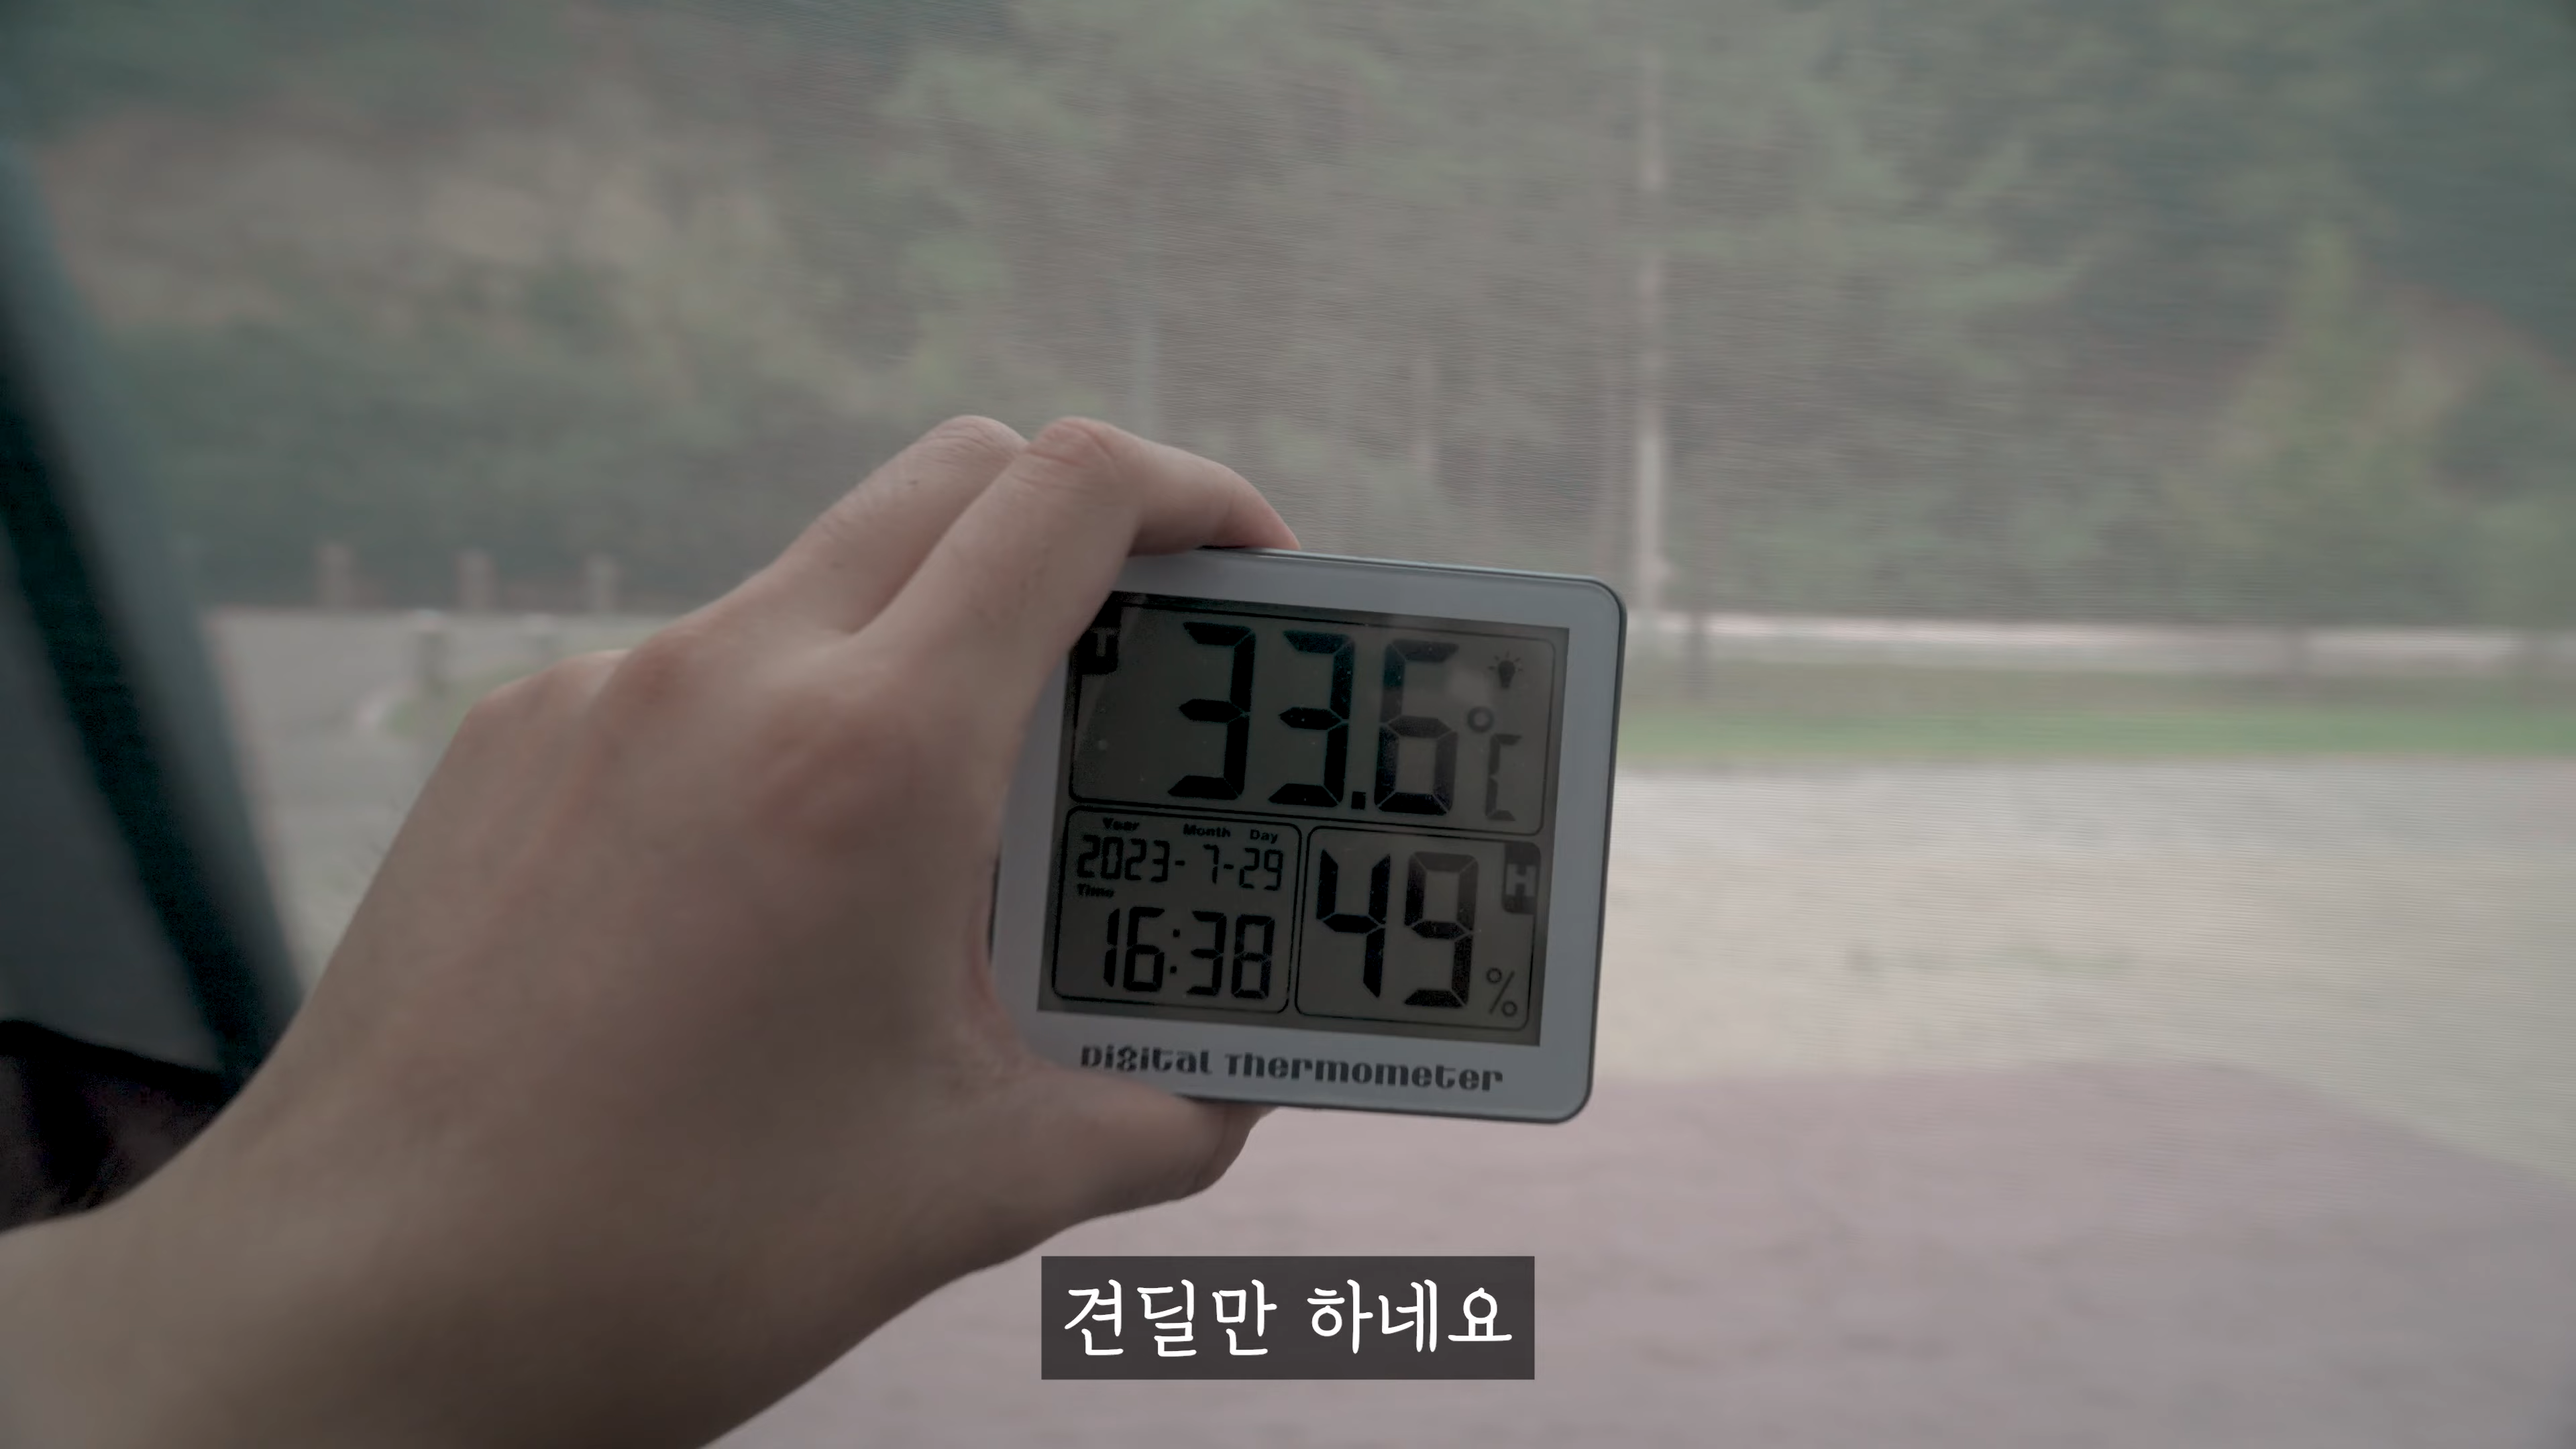 T
33.6°C
Year Month Day
2023- 7-29
Time
16:38
49%
H
Digital Thermometer
견딜만 하네요